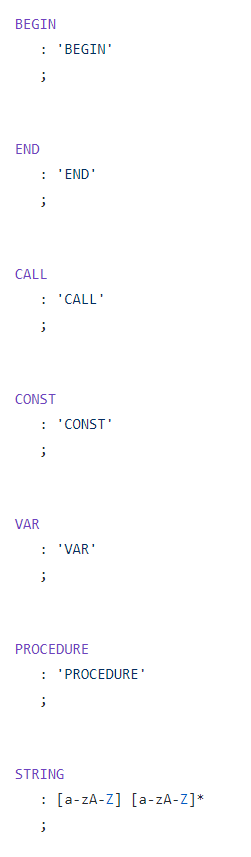 BEGIN
: 'BEGIN'
;
END
: 'END'
;
CALL
: 'CALL'
;
CONST
: 'CONST'
;
VAR
: 'VAR'
;
PROCEDURE
: 'PROCEDURE'
;
STRING
: [a-zA-Z] [a-zA-Z]*
;